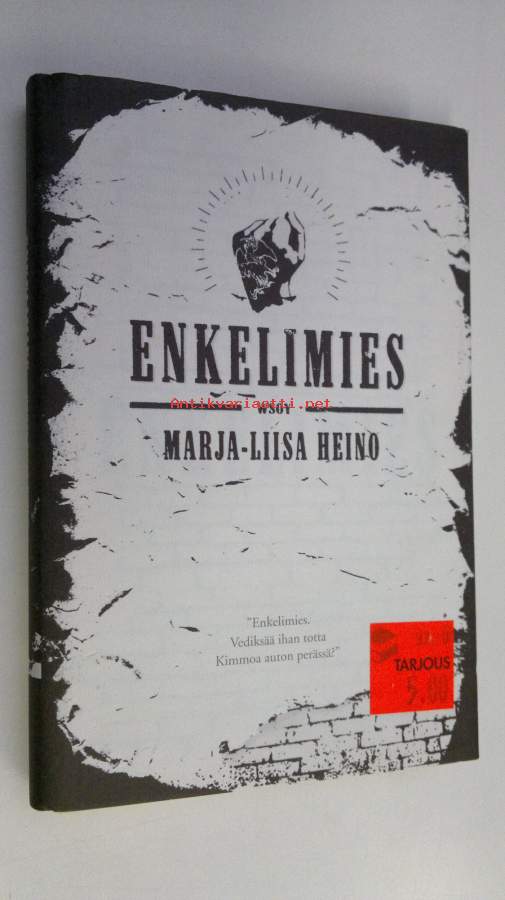 ENKELIMIES
Antikvariaatti.net
WSOY
MARJA-LIISA HEINO
"Enkelimies.
Vediksää ihan totta
Kimmoa auton perässä?"
TARJOUS
5.00